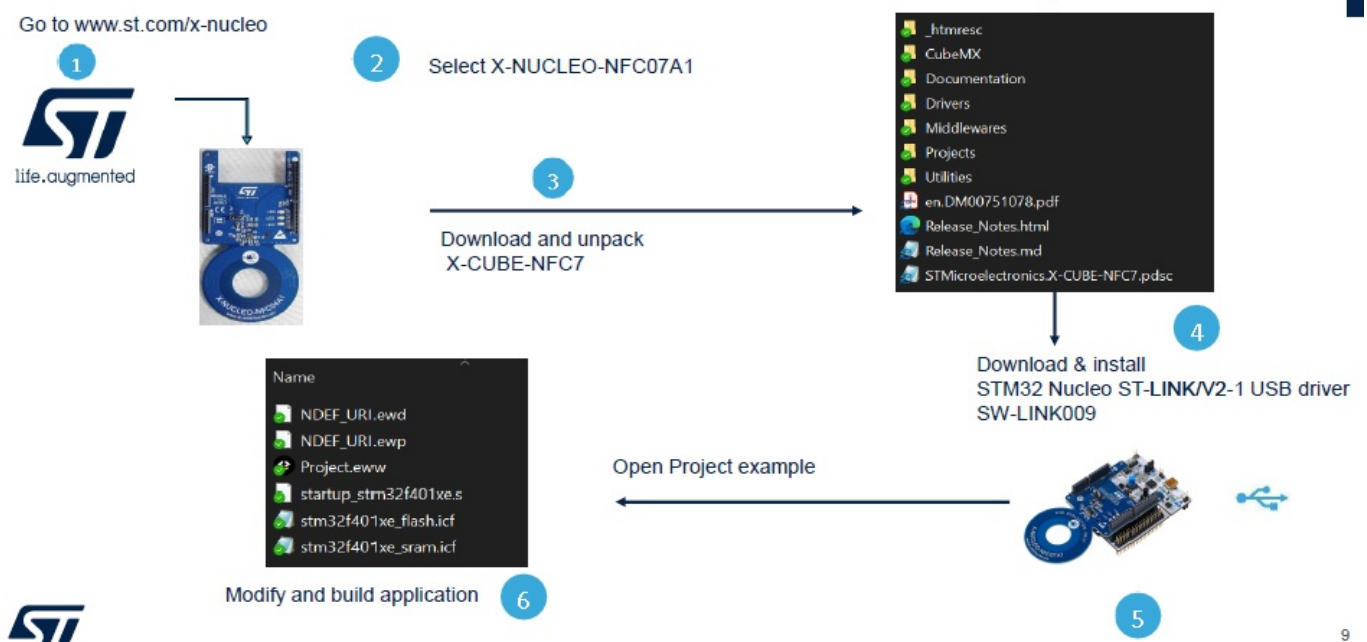 Go to www.st.com/x-nucleo
1
life.augmented
2
Select X-NUCLEO-NFC07A1
X-NUCLEO-NFC04A1
3
Download and unpack
X-CUBE-NFC7
_htmresc
CubeMX
Documentation
Drivers
Middlewares
Projects
Utilities
en.DM00751078.pdf
Release_Notes.html
Release_Notes.md
STMicroelectronics.X-CUBE-NFC7.pdsc
4
Download & install
STM32 Nucleo ST-LINK/V2-1 USB driver
SW-LINK009
5
Open Project example
Name
NDEF_URI.ewd
NDEF_URI.ewp
Project.eww
startup_stm32f401xe.s
stm32f401xe_flash.icf
stm32f401xe_sram.icf
Modify and build application
6
9